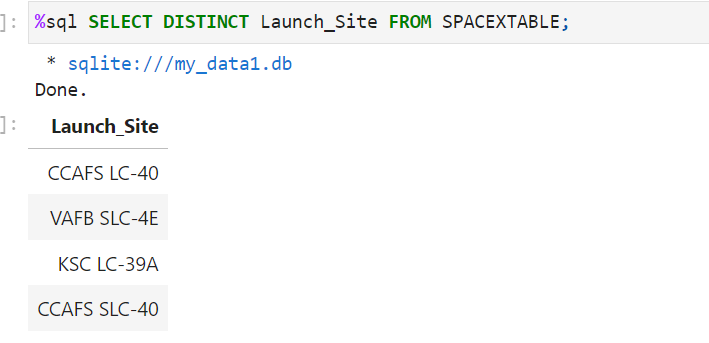 ]: %sql SELECT DISTINCT Launch_Site FROM SPACEXTABLE;
* sqlite:///my_data1.db
Done.
]: Launch_Site
CCAFS LC-40
VAFB SLC-4E
KSC LC-39A
CCAFS SLC-40